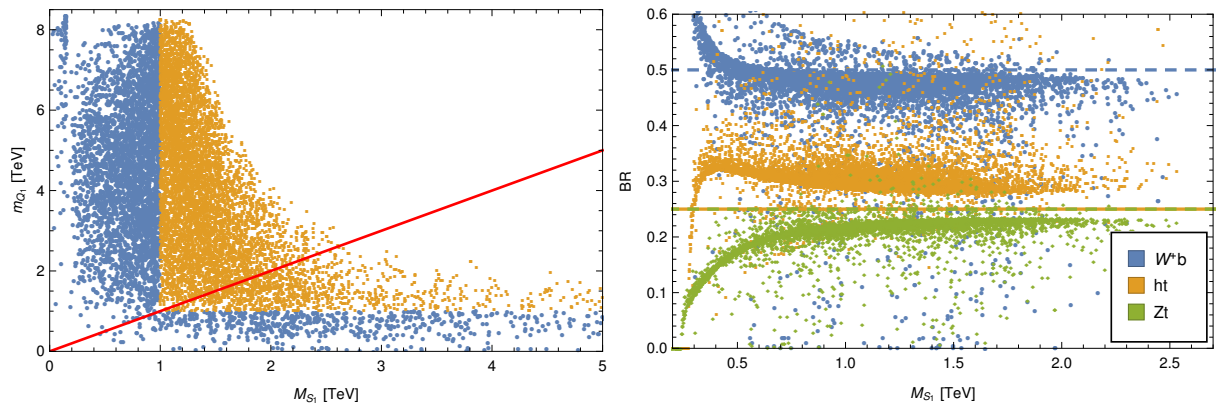 8
6
4
2
0
m_{Q_1} [TeV]
0 1 2 3 4 5
M_{S_1} [TeV]
0.6
0.5
0.4
0.3
0.2
0.1
0.0
BR
W⁺b
ht
Zt
0.5 1.0 1.5 2.0 2.5
M_{S_1} [TeV]